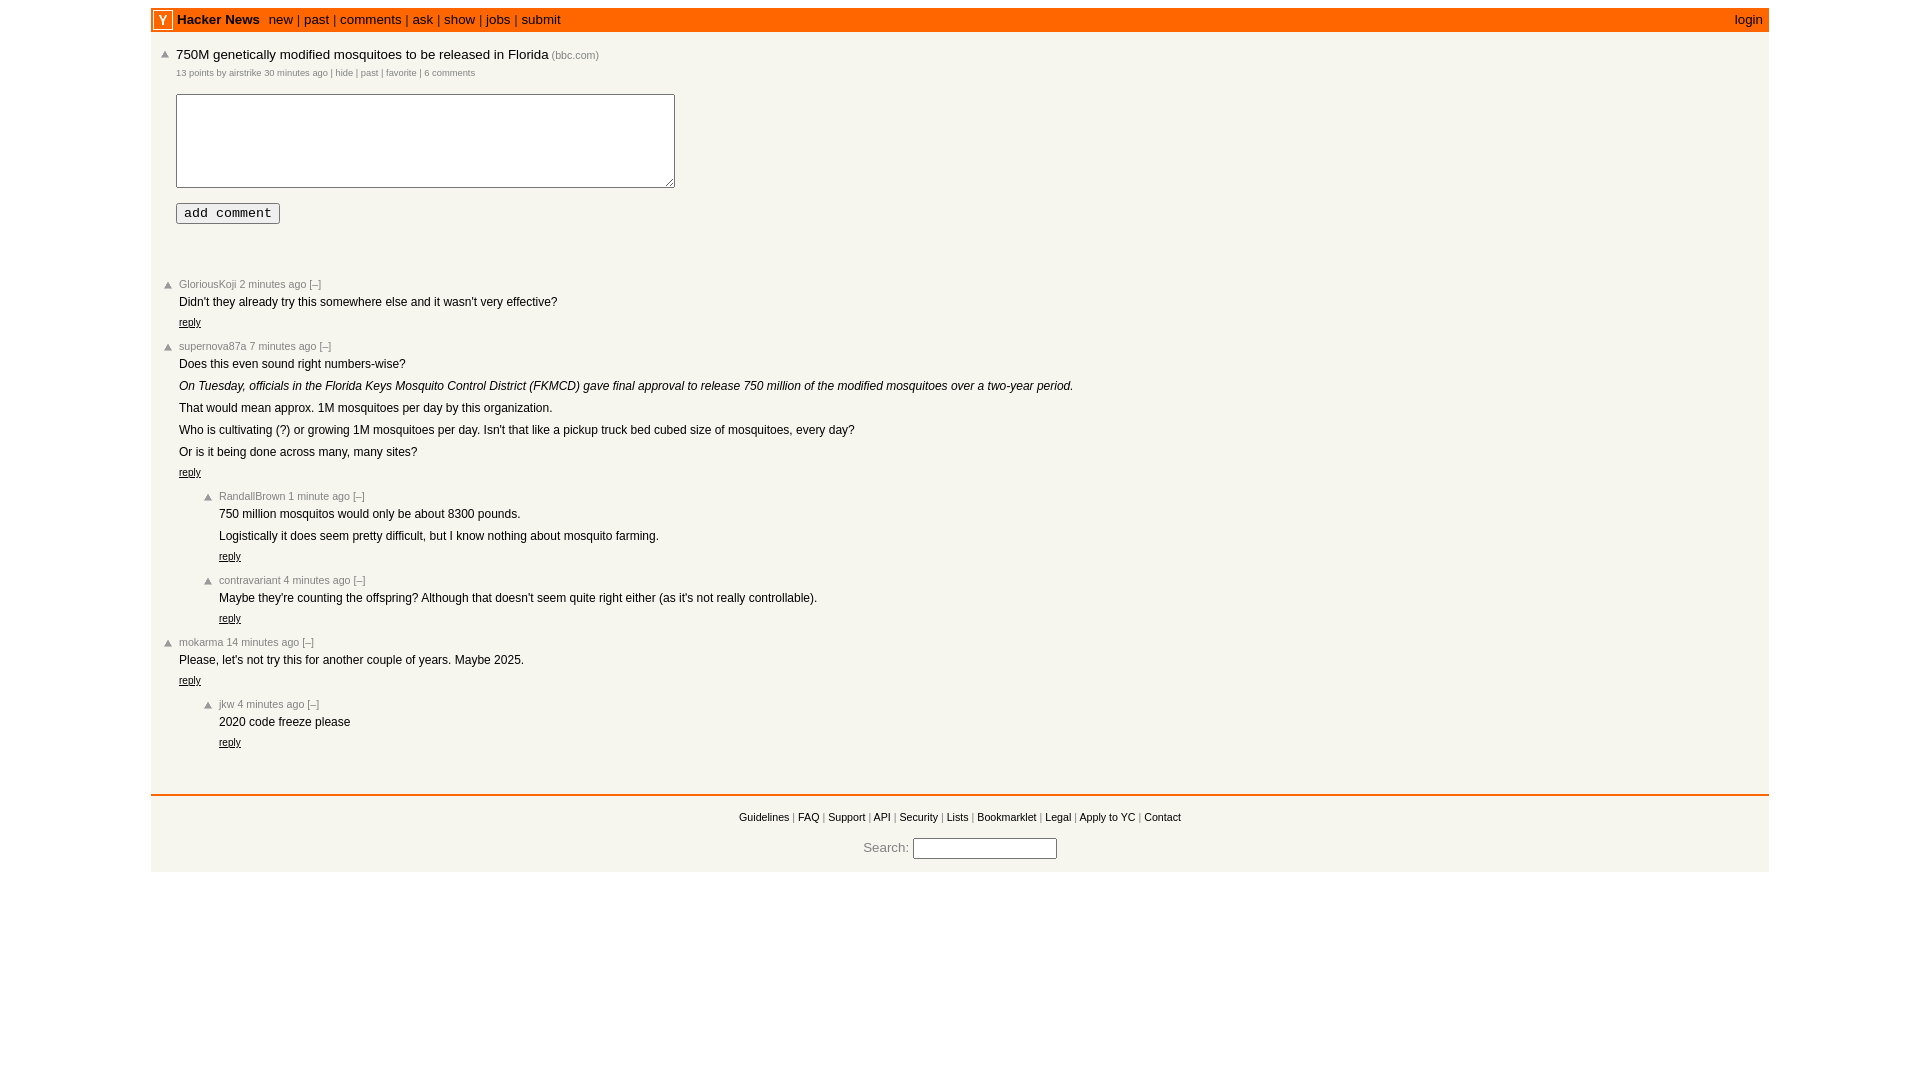 Y Hacker News new | past | comments | ask | show | jobs | submit login
750M genetically modified mosquitoes to be released in Florida (bbc.com)
13 points by airstrike 30 minutes ago | hide | past | favorite | 6 comments
add comment
GloriousKoji 2 minutes ago [–]
Didn't they already try this somewhere else and it wasn't very effective?
reply
supernova87a 7 minutes ago [–]
Does this even sound right numbers-wise?
On Tuesday, officials in the Florida Keys Mosquito Control District (FKMCD) gave final approval to release 750 million of the modified mosquitoes over a two-year period.
That would mean approx. 1M mosquitoes per day by this organization.
Who is cultivating (?) or growing 1M mosquitoes per day. Isn't that like a pickup truck bed cubed size of mosquitoes, every day?
Or is it being done across many, many sites?
reply
RandallBrown 1 minute ago [–]
750 million mosquitos would only be about 8300 pounds.
Logistically it does seem pretty difficult, but I know nothing about mosquito farming.
reply
contravariant 4 minutes ago [–]
Maybe they're counting the offspring? Although that doesn't seem quite right either (as it's not really controllable).
reply
mokarma 14 minutes ago [–]
Please, let's not try this for another couple of years. Maybe 2025.
reply
jkw 4 minutes ago [–]
2020 code freeze please
reply
Guidelines | FAQ | Support | API | Security | Lists | Bookmarklet | Legal | Apply to YC | Contact
Search: